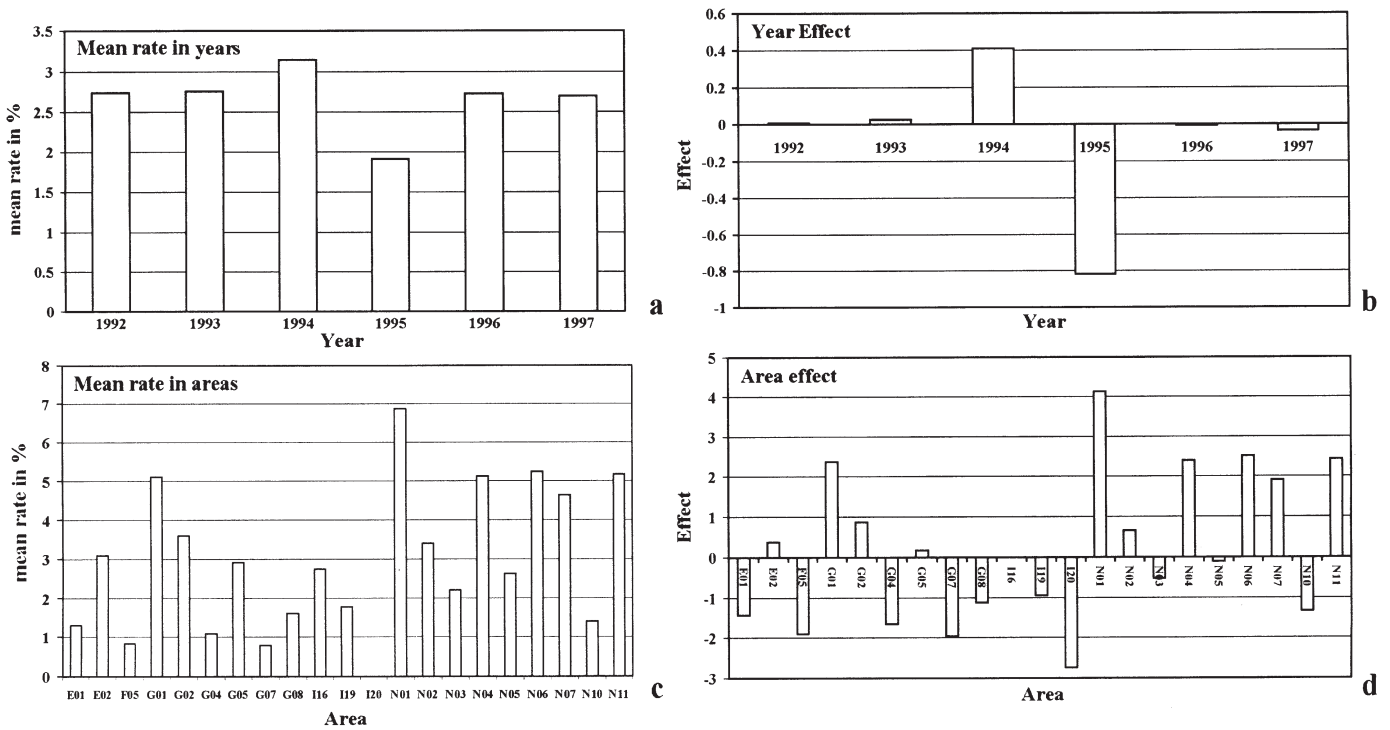 Mean rate in years
mean rate in %
3.5
3
2.5
2
1.5
1
0.5
0
1992 1993 1994 1995 1996 1997
Year
a
Year Effect
Effect
0.6
0.4
0.2
0
-0.2
-0.4
-0.6
-0.8
-1
1992 1993 1994 1995 1996 1997
Year
b
Mean rate in areas
mean rate in %
8
7
6
5
4
3
2
1
0
E01 E02 F05 G01 G02 G04 G05 G07 G08 I16 I19 I20 N01 N02 N03 N04 N05 N06 N07 N10 N11
Area
c
Area effect
Effect
5
4
3
2
1
0
-1
-2
-3
E01 E02 F05 G01 G02 G04 G05 G07 G08 I16 I19 I20 N01 N02 N03 N04 N05 N06 N07 N10 N11
Area
d